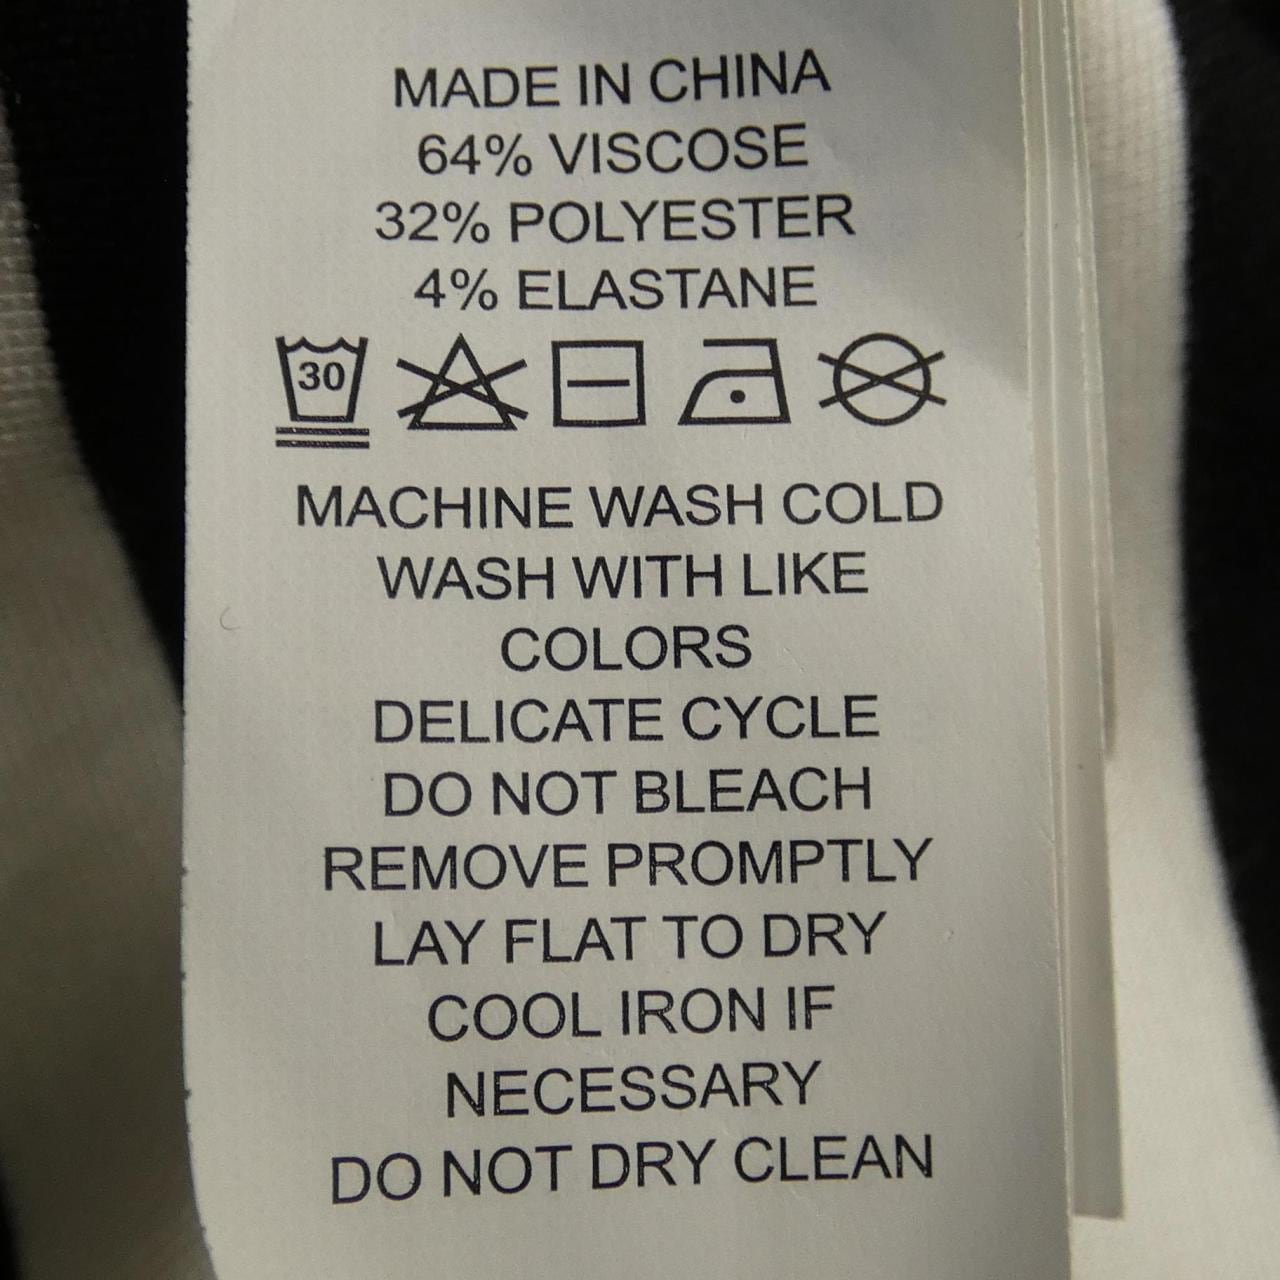 MADE IN CHINA
64% VISCOSE
32% POLYESTER
4% ELASTANE
30
MACHINE WASH COLD
WASH WITH LIKE
COLORS
DELICATE CYCLE
DO NOT BLEACH
REMOVE PROMPTLY
LAY FLAT TO DRY
COOL IRON IF
NECESSARY
DO NOT DRY CLEAN